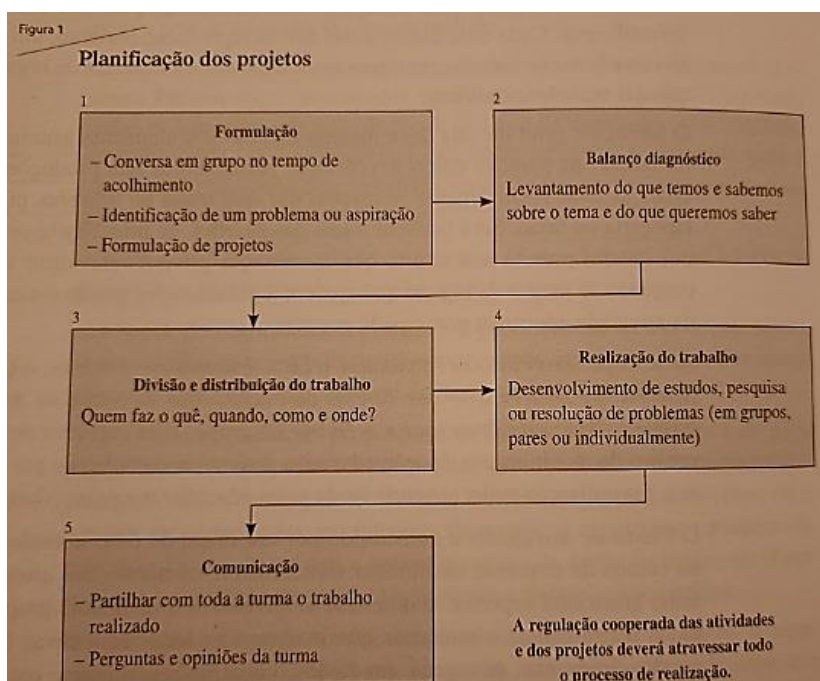 Figura 1
Planificação dos projetos
1
Formulação
– Conversa em grupo no tempo de
acolhimento
– Identificação de um problema ou aspiração
– Formulação de projetos
2
Balanço diagnóstico
Levantamento do que temos e sabemos
sobre o tema e do que queremos saber
3
Divisão e distribuição do trabalho
Quem faz o quê, quando, como e onde?
4
Realização do trabalho
Desenvolvimento de estudos, pesquisa
ou resolução de problemas (em grupos,
pares ou individualmente)
5
Comunicação
– Partilhar com toda a turma o trabalho
realizado
– Perguntas e opiniões da turma
A regulação cooperada das atividades
e dos projetos deverá atravessar todo
o processo de realização.